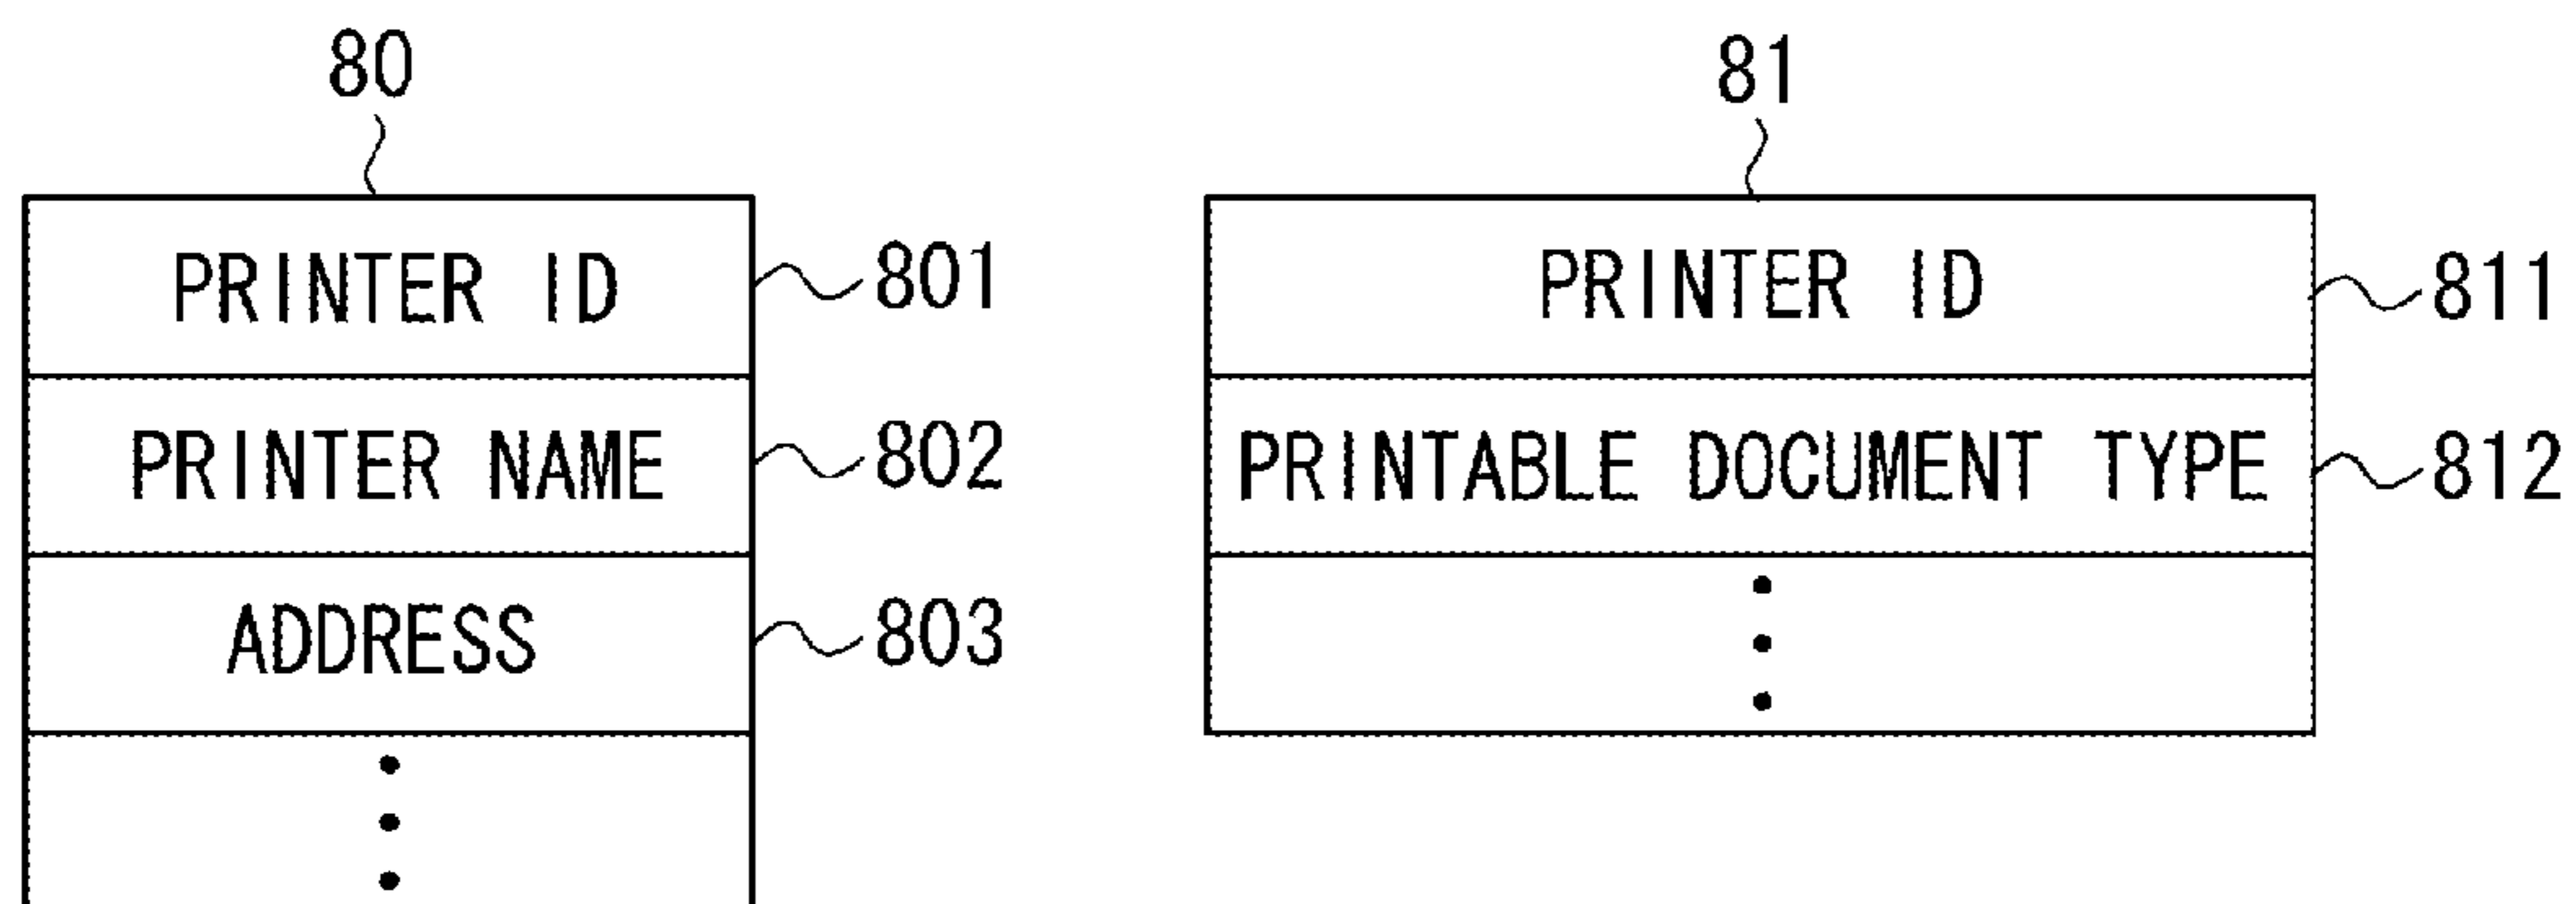 80
PRINTER ID 801
PRINTER NAME 802
ADDRESS 803
81
PRINTER ID 811
PRINTABLE DOCUMENT TYPE 812